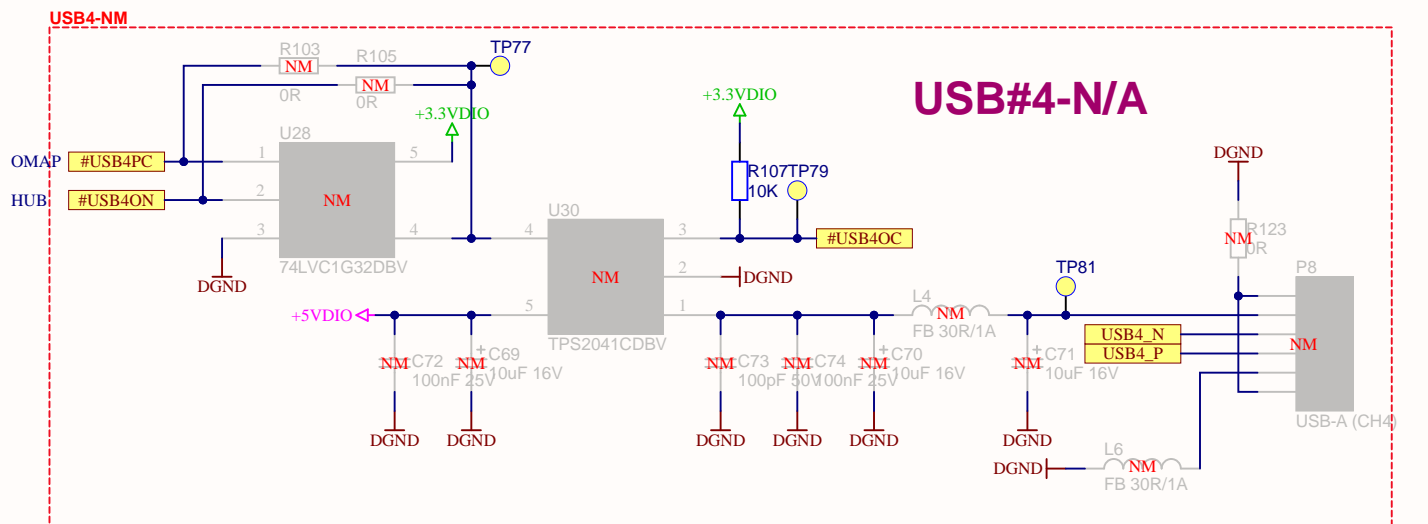 USB4-NM
TP77
R103
R105
NM
NM
0R
0R
+3.3VDIO
+3.3VDIO
USB#4-N/A
U28
OMAP
#USB4PC
1
5
HUB
#USB4ON
2
NM
3
4
74LVC1G32DBV
DGND
R107
10K
TP79
U30
4
3
#USB4OC
NM
2
DGND
5
1
TPS2041CDBV
+5VDIO
DGND
R123
NM
0R
TP81
P8
L4
NM
FB 30R/1A
USB4_N
USB4_P
NM
USB-A (CH4)
NM
C72
100nF 25V
NM
+
C69
10uF 16V
NM
C73
100pF 50V
NM
C74
100nF 25V
NM
+
C70
10uF 16V
NM
+
C71
10uF 16V
DGND
DGND
DGND
DGND
DGND
DGND
L6
DGND
NM
FB 30R/1A